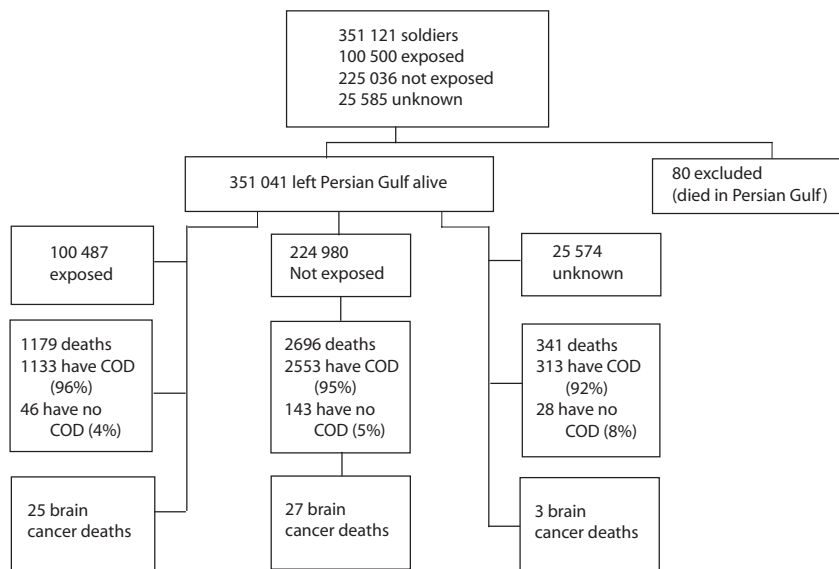 351 121 soldiers
100 500 exposed
225 036 not exposed
25 585 unknown
351 041 left Persian Gulf alive
80 excluded
(died in Persian Gulf)
100 487
exposed
224 980
Not exposed
25 574
unknown
1179 deaths
1133 have COD
(96%)
46 have no
COD (4%)
2696 deaths
2553 have COD
(95%)
143 have no
COD (5%)
341 deaths
313 have COD
(92%)
28 have no
COD (8%)
25 brain
cancer deaths
27 brain
cancer deaths
3 brain
cancer deaths